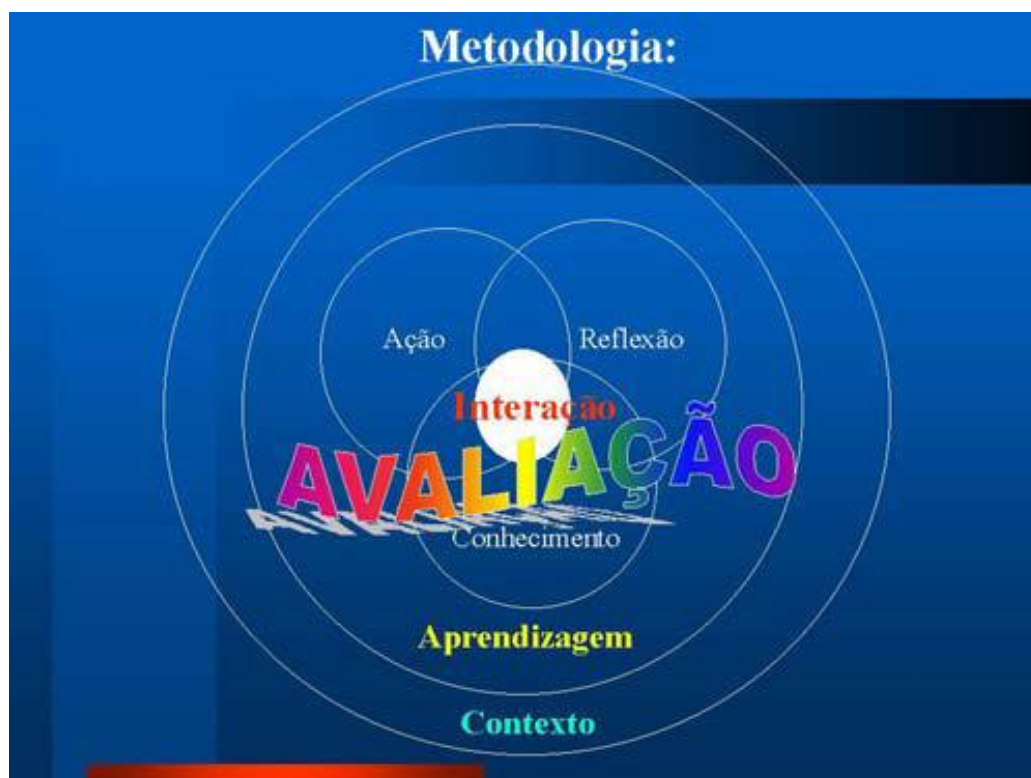 Metodologia:
Ação
Reflexão
Interação
AVALIAÇÃO
Conhecimento
Aprendizagem
Contexto